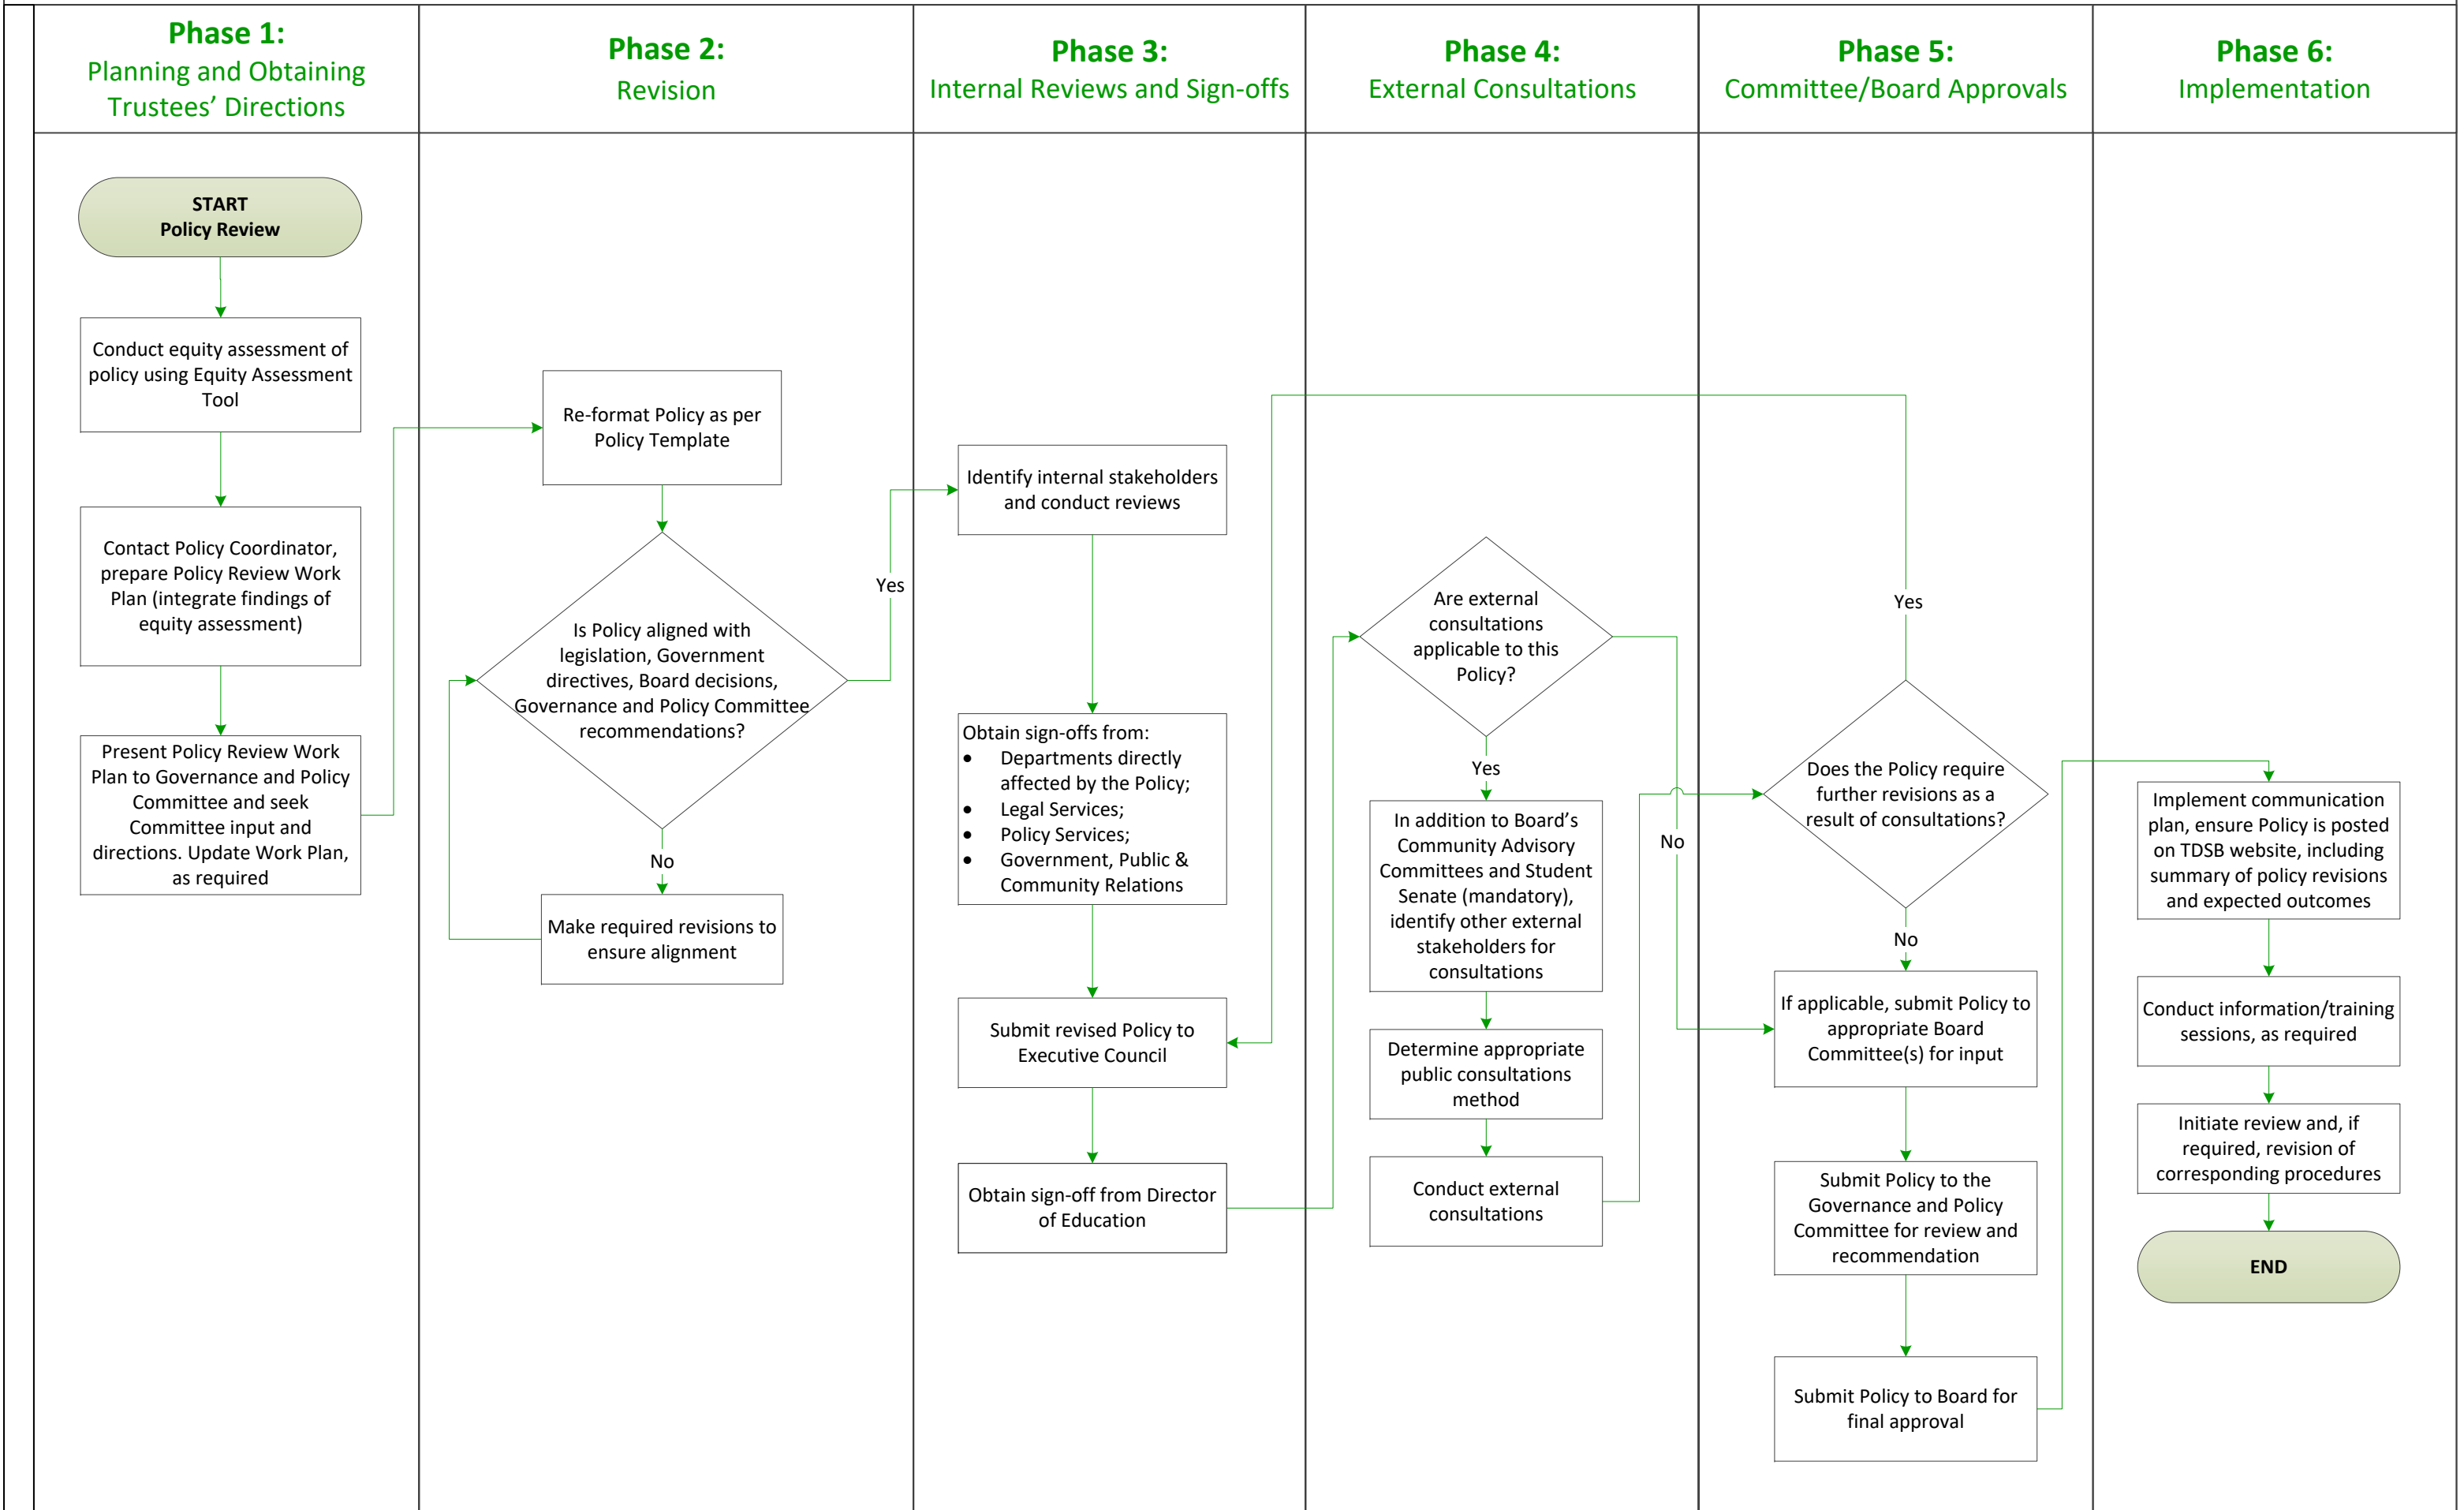 Phase 1:
Planning and Obtaining
Trustees’ Directions
Phase 2:
Revision
Phase 3:
Internal Reviews and Sign-offs
Phase 4:
External Consultations
Phase 5:
Committee/Board Approvals
Phase 6:
Implementation
START
Policy Review
Conduct equity assessment of
policy using Equity Assessment
Tool
Contact Policy Coordinator,
prepare Policy Review Work
Plan (integrate findings of
equity assessment)
Present Policy Review Work
Plan to Governance and Policy
Committee and seek
Committee input and
directions. Update Work Plan,
as required
Re-format Policy as per
Policy Template
Is Policy aligned with
legislation, Government
directives, Board decisions,
Governance and Policy Committee
recommendations?
Yes
No
Make required revisions to
ensure alignment
Identify internal stakeholders
and conduct reviews
Obtain sign-offs from:
• Departments directly
affected by the Policy;
• Legal Services;
• Policy Services;
• Government, Public &
Community Relations
Submit revised Policy to
Executive Council
Obtain sign-off from Director
of Education
Are external
consultations
applicable to this
Policy?
Yes
No
In addition to Board’s
Community Advisory
Committees and Student
Senate (mandatory),
identify other external
stakeholders for
consultations
Determine appropriate
public consultations
method
Conduct external
consultations
Yes
Does the Policy require
further revisions as a
result of consultations?
No
If applicable, submit Policy to
appropriate Board
Committee(s) for input
Submit Policy to the
Governance and Policy
Committee for review and
recommendation
Submit Policy to Board for
final approval
Implement communication
plan, ensure Policy is posted
on TDSB website, including
summary of policy revisions
and expected outcomes
Conduct information/training
sessions, as required
Initiate review and, if
required, revision of
corresponding procedures
END